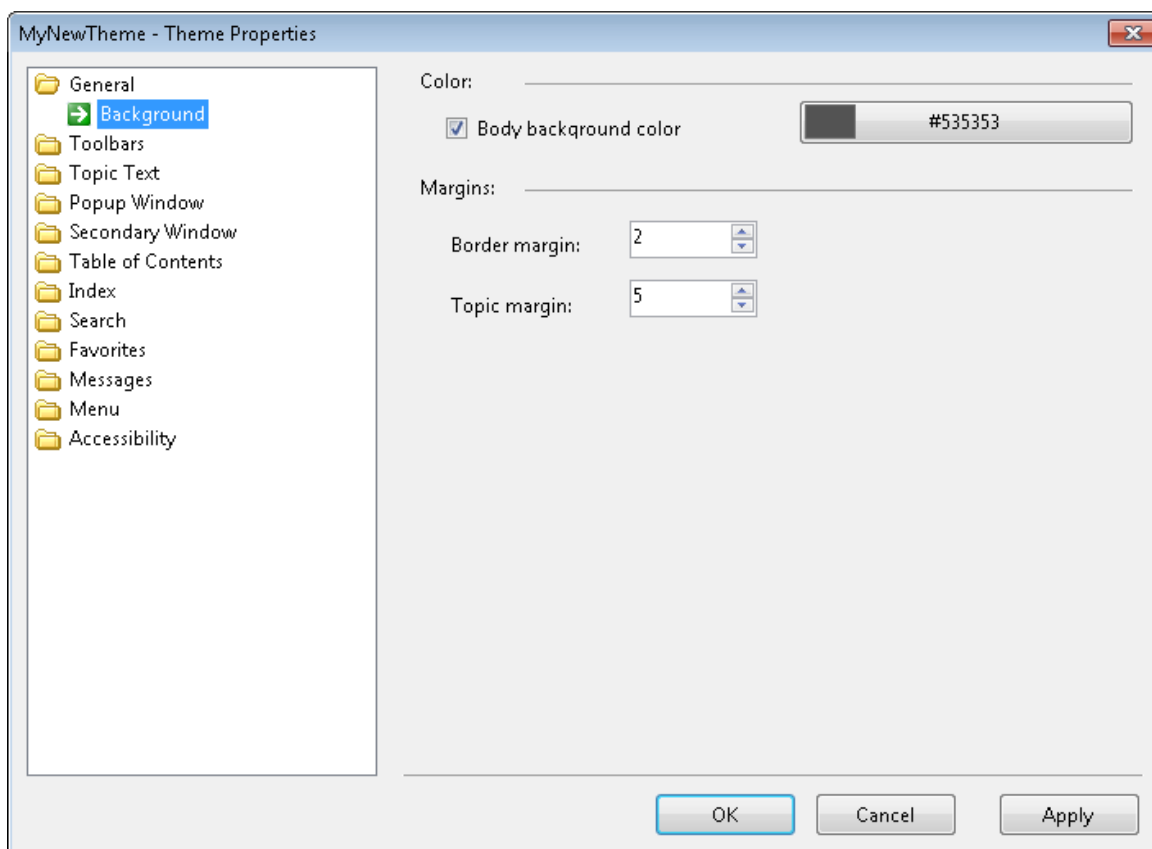 MyNewTheme - Theme Properties
General
Background
Toolbars
Topic Text
Popup Window
Secondary Window
Table of Contents
Index
Search
Favorites
Messages
Menu
Accessibility
Color:
Body background color
#535353
Margins:
Border margin:
2
Topic margin:
5
OK
Cancel
Apply